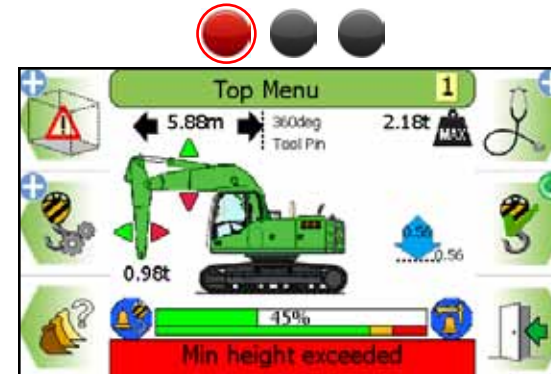 Top Menu
1
5.88m
360deg
Tool Pin
2.18t
MAX
0.56
0.56
0.98t
?
45%
Min height exceeded